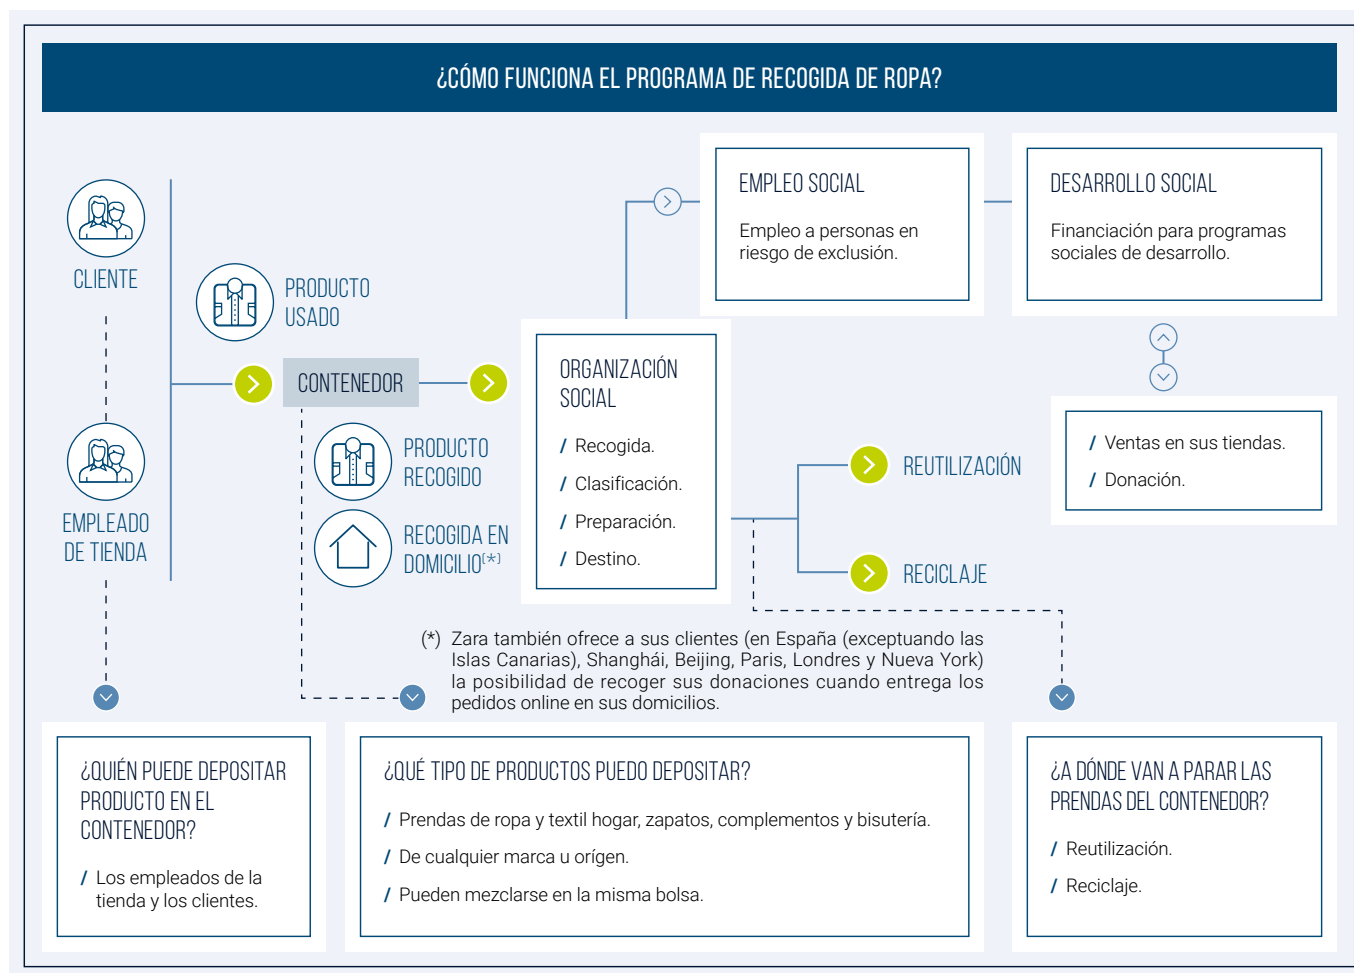 ¿CÓMO FUNCIONA EL PROGRAMA DE RECOGIDA DE ROPA?
CLIENTE
EMPLEADO
DE TIENDA
PRODUCTO
USADO
CONTENEDOR
PRODUCTO
RECOGIDO
RECOGIDA EN
DOMICILIO(*)
ORGANIZACIÓN
SOCIAL
/ Recogida.
/ Clasificación.
/ Preparación.
/ Destino.
EMPLEO SOCIAL
Empleo a personas en
riesgo de exclusión.
DESARROLLO SOCIAL
Financiación para programas
sociales de desarrollo.
/ Ventas en sus tiendas.
/ Donación.
REUTILIZACIÓN
RECICLAJE
(*) Zara también ofrece a sus clientes (en España (exceptuando las
Islas Canarias), Shanghái, Beijing, Paris, Londres y Nueva York)
la posibilidad de recoger sus donaciones cuando entrega los
pedidos online en sus domicilios.
¿QUIÉN PUEDE DEPOSITAR
PRODUCTO EN EL
CONTENEDOR?
/ Los empleados de la
tienda y los clientes.
¿QUÉ TIPO DE PRODUCTOS PUEDO DEPOSITAR?
/ Prendas de ropa y textil hogar, zapatos, complementos y bisutería.
/ De cualquier marca u orígen.
/ Pueden mezclarse en la misma bolsa.
¿A DÓNDE VAN A PARAR LAS
PRENDAS DEL CONTENEDOR?
/ Reutilización.
/ Reciclaje.